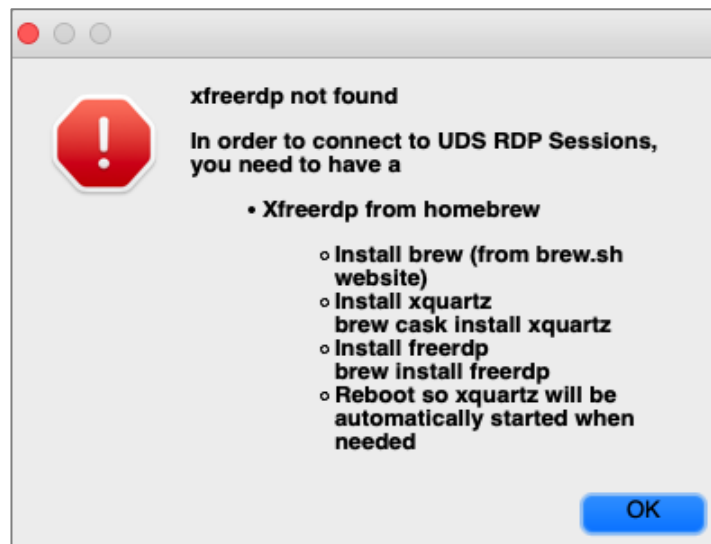 xfreerdp not found
In order to connect to UDS RDP Sessions,
you need to have a
• Xfreerdp from homebrew
∘ Install brew (from brew.sh
website)
∘ Install xquartz
brew cask install xquartz
∘ Install freerdp
brew install freerdp
∘ Reboot so xquartz will be
automatically started when
needed
OK